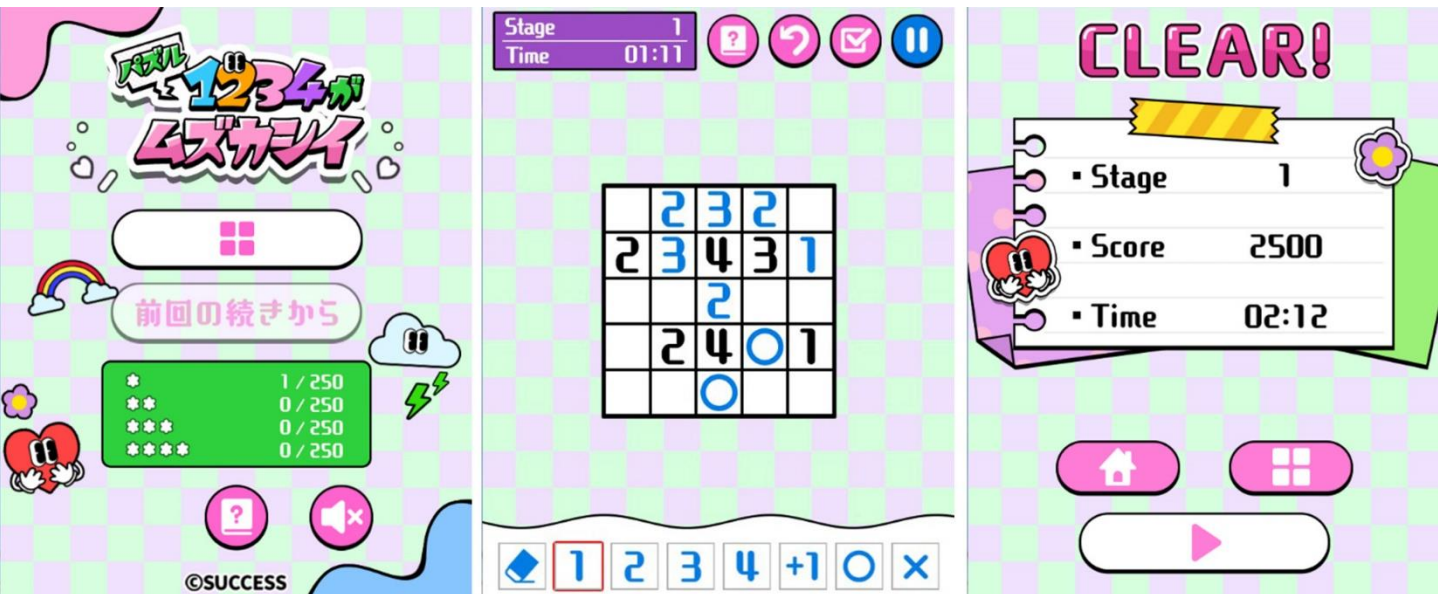 パズル
1234が
ムズカシイ
前回の続きから
* 1/250
** 0/250
*** 0/250
**** 0/250
?
©SUCCESS
Stage 1
Time 01:11
?
2 3 2
2 3 4 3 1
2
2 4 ○ 1
○
1 2 3 4 +1 ○ ×
CLEAR!
▪ Stage 1
▪ Score 2500
▪ Time 02:12